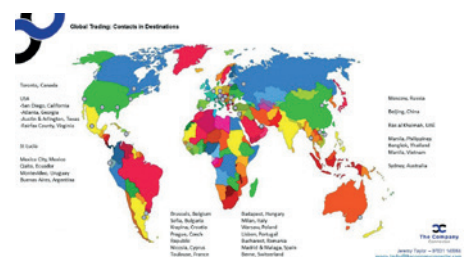 Global Trading: Contacts in Destinations
Toronto, Canada
USA
-San Diego, California
-Atlanta, Georgia
-Austin & Arlington, Texas
-Fairfax County, Virginia
St Lucia
Mexico City, Mexico
Quito, Ecuador
Montevideo, Uruguay
Buenos Aires, Argentina
Brussels, Belgium
Sofia, Bulgaria
Krapina, Croatia
Prague, Czech
Republic
Nicosia, Cyprus
Toulouse, France
Budapest, Hungary
Milan, Italy
Warsaw, Poland
Lisbon, Portugal
Bucharest, Romania
Madrid & Malaga, Spain
Berne, Switzerland
Moscow, Russia
Beijing, China
Ras al Khaimah, UAE
Manila, Philippines
Bangkok, Thailand
Manila, Vietnam
Sydney, Australia
The Company
Jeremy Taylor –